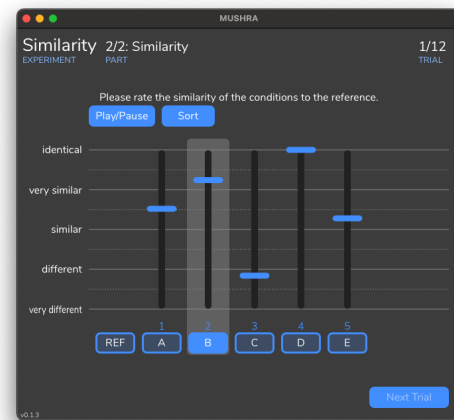 MUSHRA
Similarity 2/2: Similarity 1/12
EXPERIMENT PART TRIAL
Please rate the similarity of the conditions to the reference.
Play/Pause Sort
identical
very similar
similar
different
very different
1 2 3 4 5
REF A B C D E
Next Trial
v0.1.3